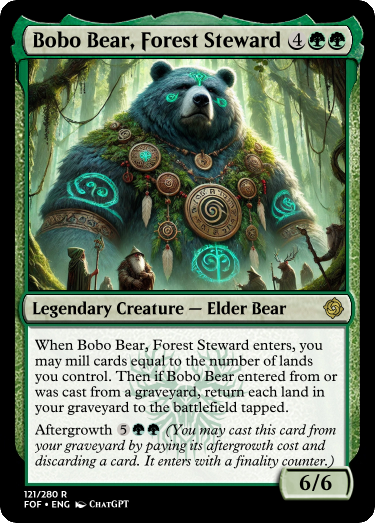 Bobo Bear, Forest Steward 4
Legendary Creature — Elder Bear
When Bobo Bear, Forest Steward enters, you
may mill cards equal to the number of lands
you control. Then if Bobo Bear entered from or
was cast from a graveyard, return each land in
your graveyard to the battlefield tapped.
Aftergrowth 5 (You may cast this card from
your graveyard by paying its aftergrowth cost and
discarding a card. It enters with a finality counter.)
6/6
121/280 R
FOF • ENG ChatGPT